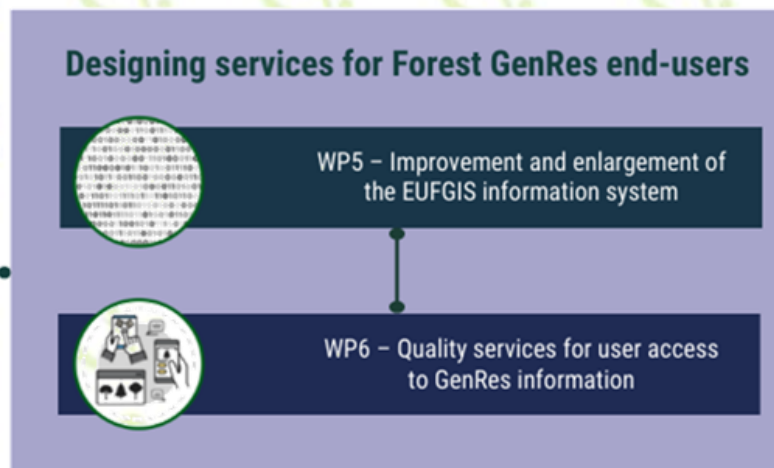 Designing services for Forest GenRes end-users
WP5 – Improvement and enlargement of
the EUFGIS information system
WP6 – Quality services for user access
to GenRes information